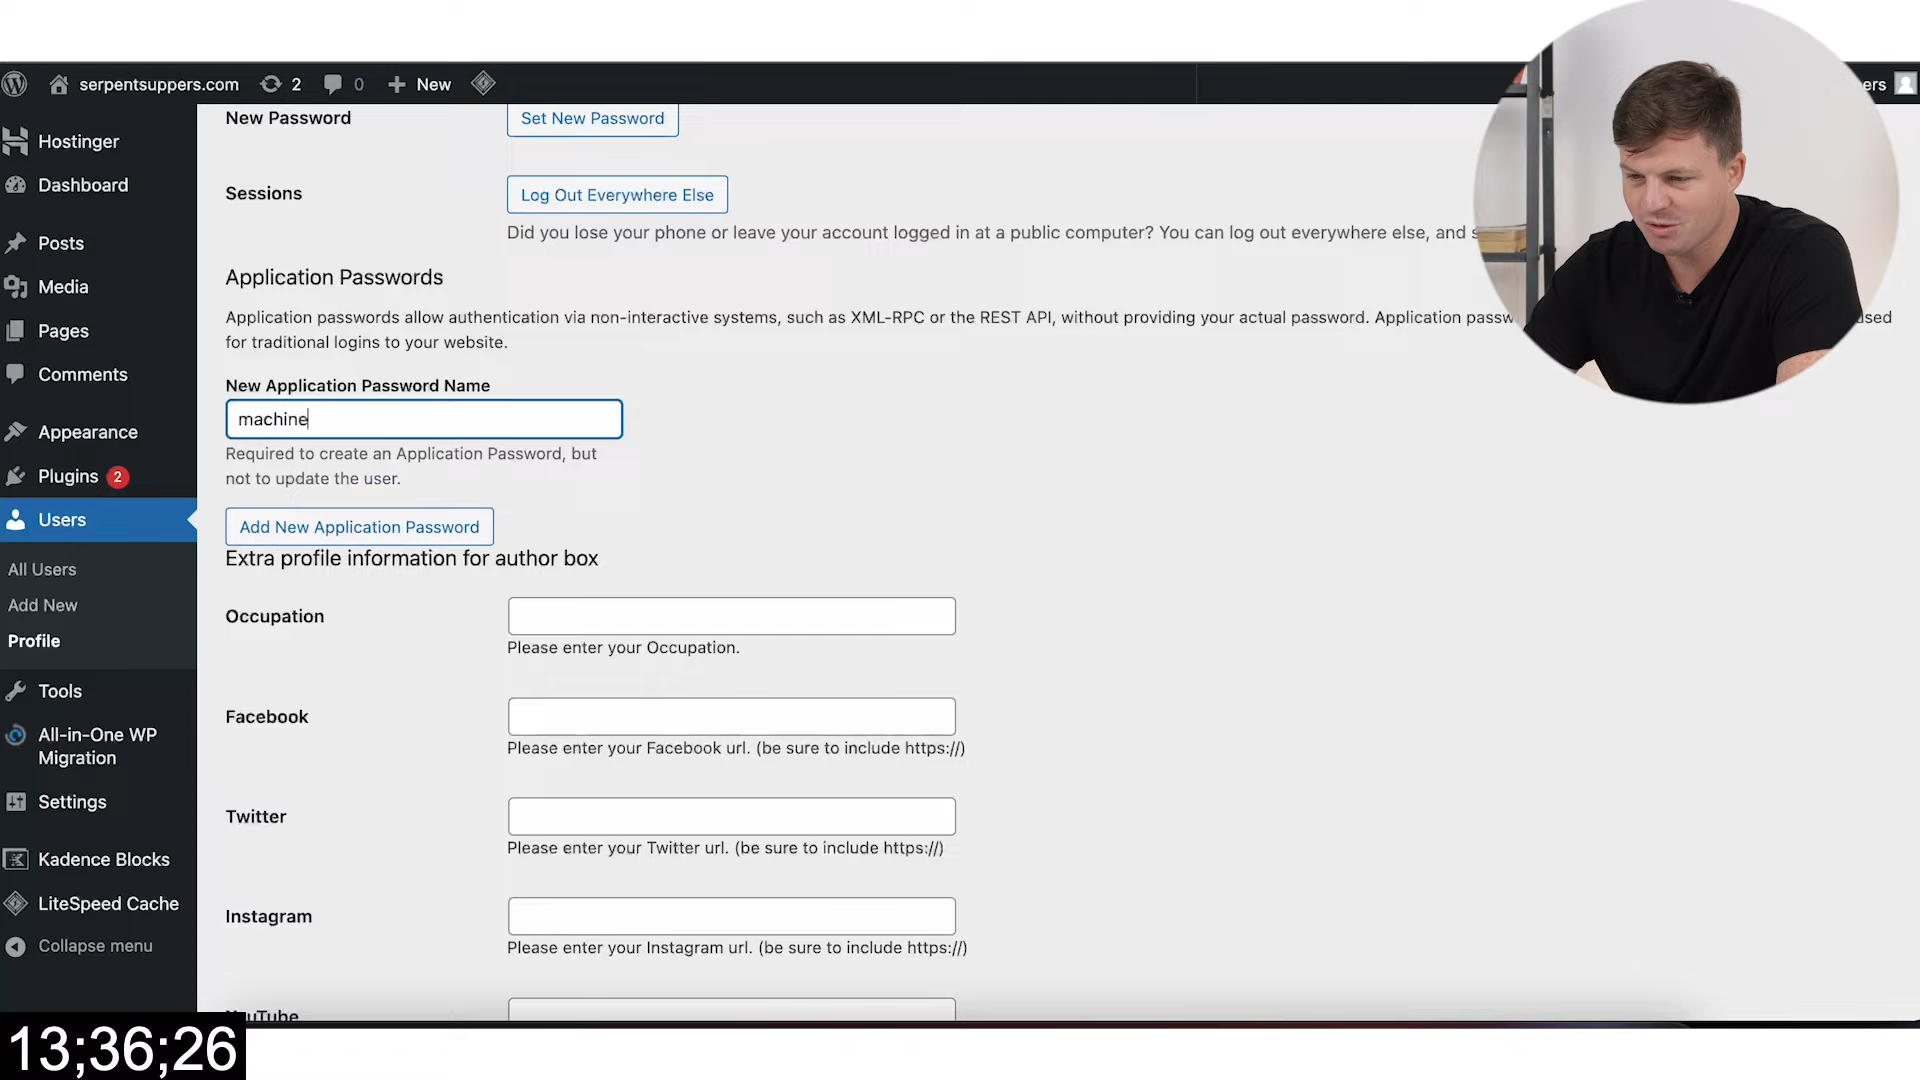 serpentsuppers.com
2
0
New
ers
Hostinger
Dashboard
Posts
Media
Pages
Comments
Appearance
Plugins 2
Users
All Users
Add New
Profile
Tools
All-in-One WP
Migration
Settings
Kadence Blocks
LiteSpeed Cache
Collapse menu
New Password
Set New Password
Sessions
Log Out Everywhere Else
Did you lose your phone or leave your account logged in at a public computer? You can log out everywhere else, and s
Application Passwords
Application passwords allow authentication via non-interactive systems, such as XML-RPC or the REST API, without providing your actual password. Application passw used
for traditional logins to your website.
New Application Password Name
machine
Required to create an Application Password, but
not to update the user.
Add New Application Password
Extra profile information for author box
Occupation
Please enter your Occupation.
Facebook
Please enter your Facebook url. (be sure to include https://)
Twitter
Please enter your Twitter url. (be sure to include https://)
Instagram
Please enter your Instagram url. (be sure to include https://)
YouTube
13;36;26